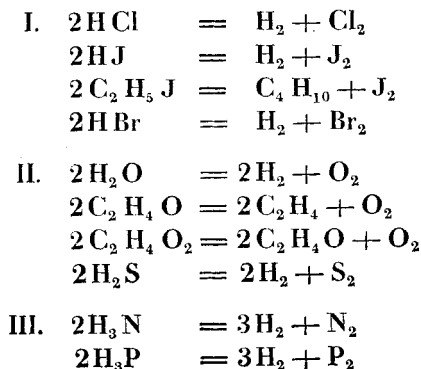 I. 2HCl = H₂ + Cl₂
2HJ = H₂ + J₂
2C₂H₅J = C₄H₁₀ + J₂
2HBr = H₂ + Br₂
II. 2H₂O = 2H₂ + O₂
2C₂H₄O = 2C₂H₄ + O₂
2C₂H₄O₂ = 2C₂H₄O + O₂
2H₂S = 2H₂ + S₂
III. 2H₃N = 3H₂ + N₂
2H₃P = 3H₂ + P₂